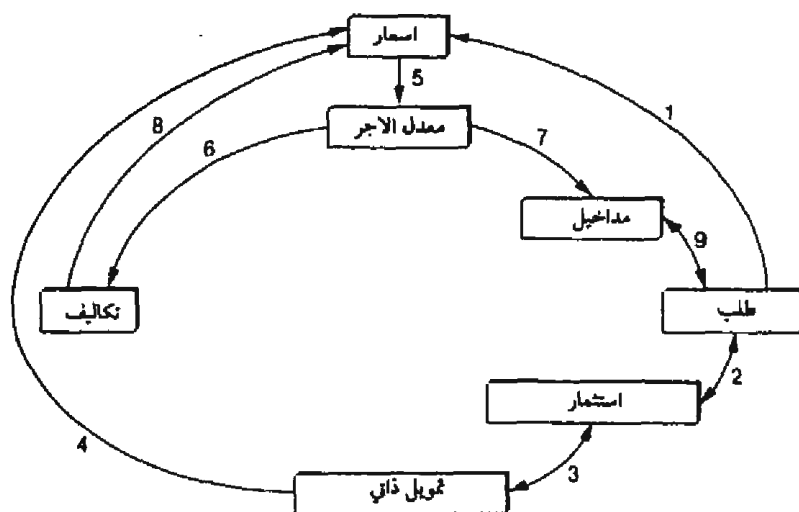 اسعار
5
1
8
معدل الاجر
6
7
مداخيل
9
تكاليف
طلب
2
استثمار
4
3
تمويل ذاتي